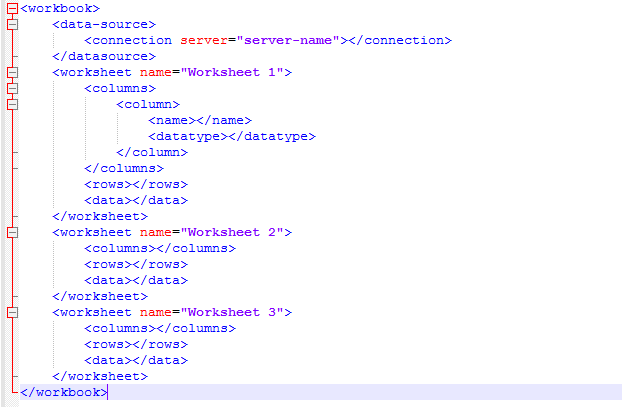 <workbook>
    <data-source>
        <connection server="server-name"></connection>
    </datasource>
    <worksheet name="Worksheet 1">
        <columns>
            <column>
                <name></name>
                <datatype></datatype>
            </column>
        </columns>
        <rows></rows>
        <data></data>
    </worksheet>
    <worksheet name="Worksheet 2">
        <columns></columns>
        <rows></rows>
        <data></data>
    </worksheet>
    <worksheet name="Worksheet 3">
        <columns></columns>
        <rows></rows>
        <data></data>
    </worksheet>
</workbook>